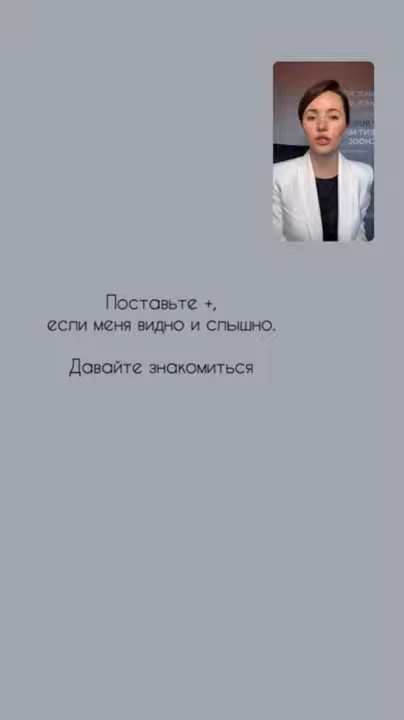 Поставьте +,
если меня видно и слышно.
Давайте знакомиться